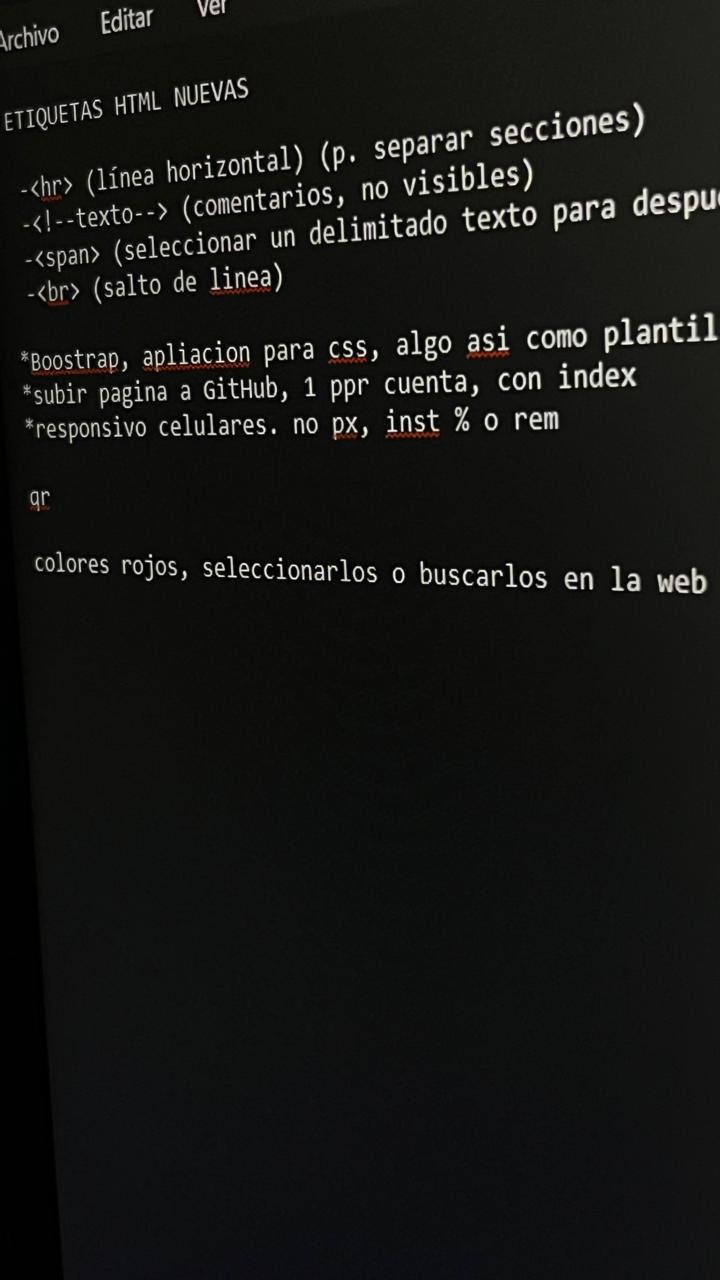 Archivo Editar Ver
ETIQUETAS HTML NUEVAS
-<hr> (línea horizontal) (p. separar secciones)
-<!--texto--> (comentarios, no visibles)
-<span> (seleccionar un delimitado texto para despu
-<br> (salto de linea)
*Boostrap, apliacion para css, algo asi como plantil
*subir pagina a GitHub, 1 ppr cuenta, con index
*responsivo celulares. no px, inst % o rem
qr
colores rojos, seleccionarlos o buscarlos en la web